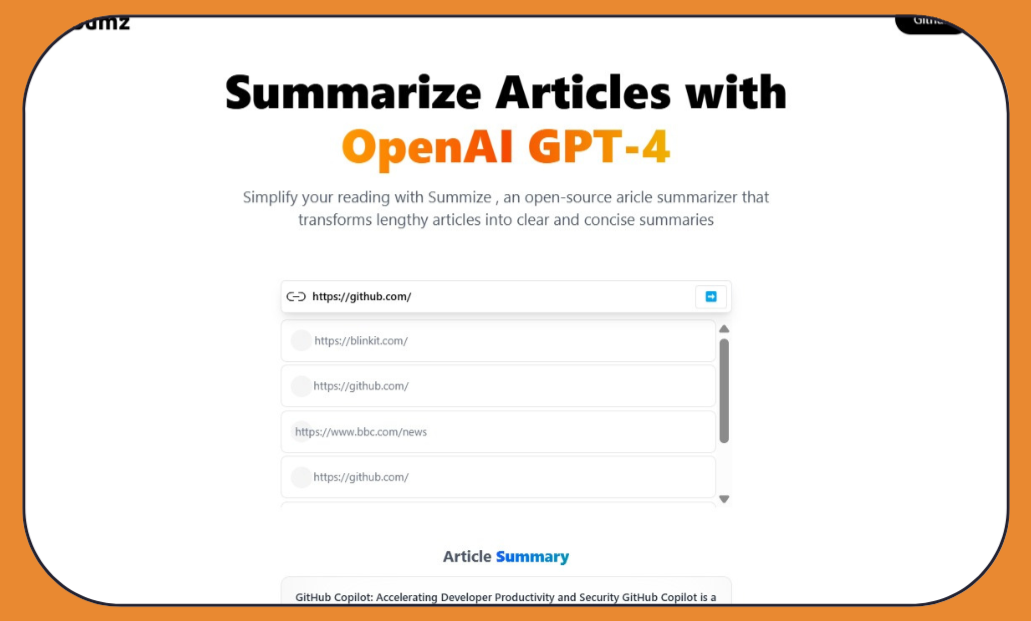 Summarize Articles with
OpenAI GPT-4
Simplify your reading with Summize , an open-source aricle summarizer that
transforms lengthy articles into clear and concise summaries
https://github.com/
https://blinkit.com/
https://github.com/
https://www.bbc.com/news
https://github.com/
Article Summary
GitHub Copilot: Accelerating Developer Productivity and Security GitHub Copilot is a